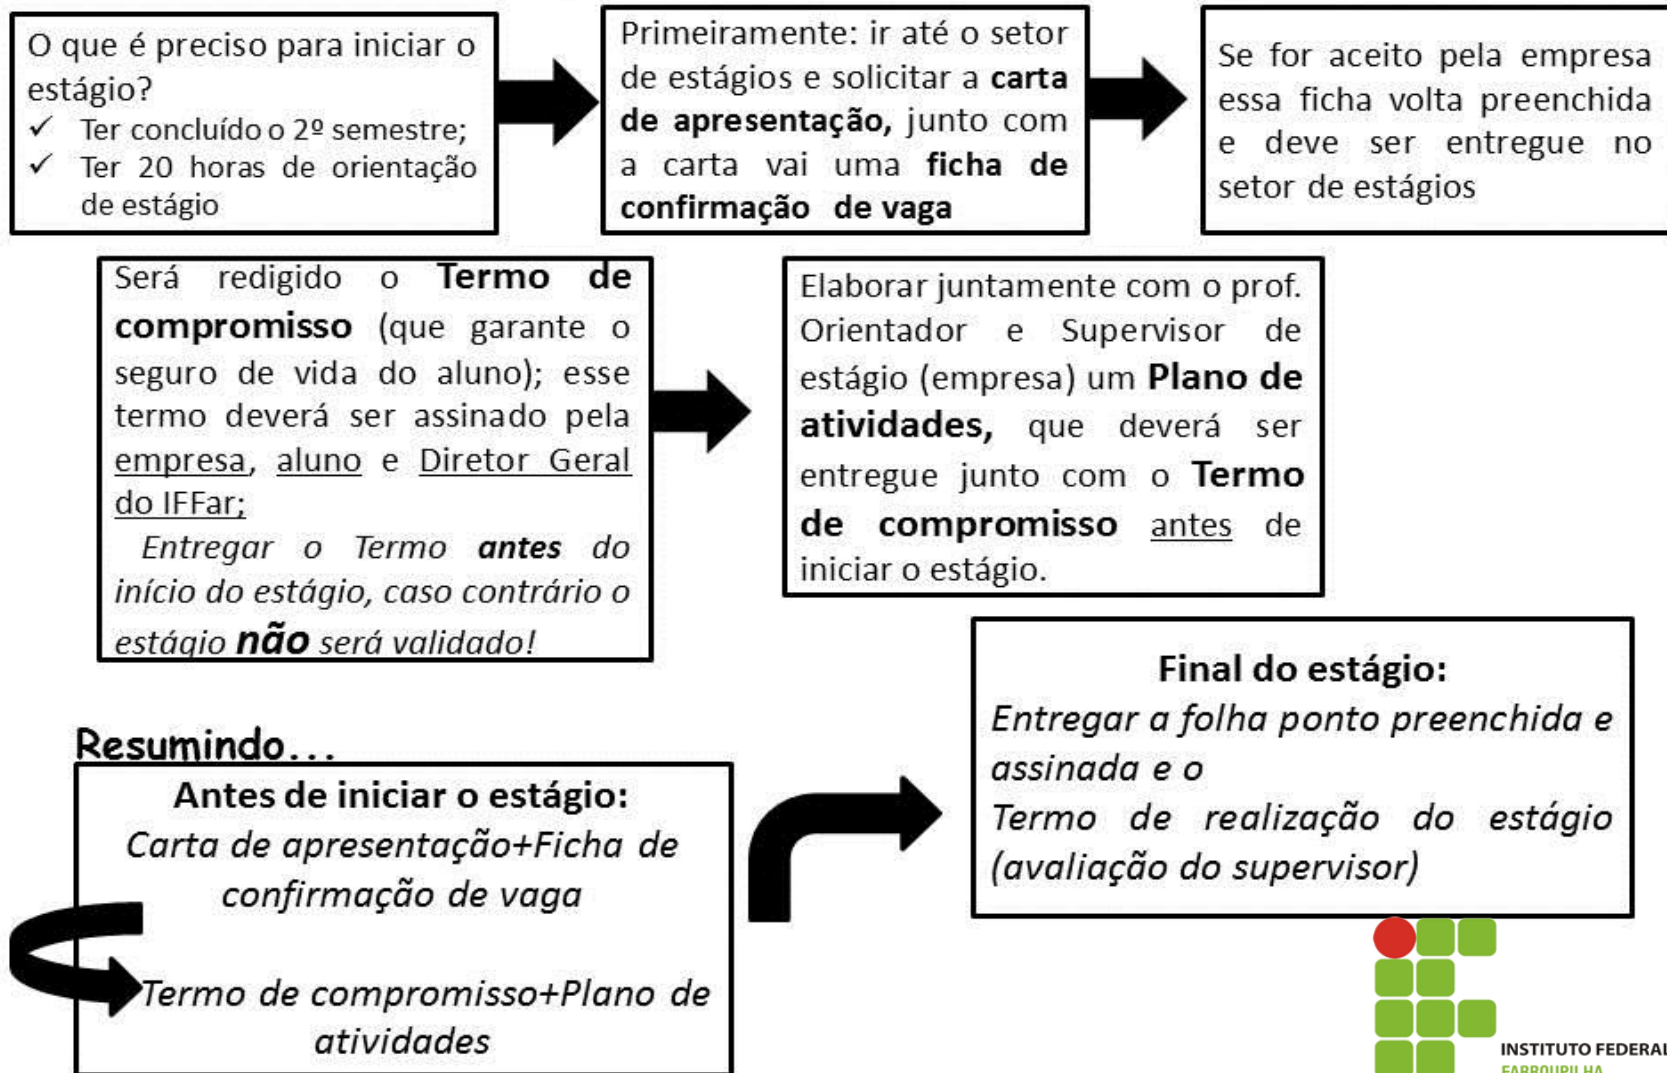 O que é preciso para iniciar o
estágio?
✓ Ter concluído o 2º semestre;
✓ Ter 20 horas de orientação
de estágio
Primeiramente: ir até o setor
de estágios e solicitar a carta
de apresentação, junto com
a carta vai uma ficha de
confirmação de vaga
Se for aceito pela empresa
essa ficha volta preenchida
e deve ser entregue no
setor de estágios
Será redigido o Termo de
compromisso (que garante o
seguro de vida do aluno); esse
termo deverá ser assinado pela
empresa, aluno e Diretor Geral
do IFFar;
Entregar o Termo antes do
início do estágio, caso contrário o
estágio não será validado!
Elaborar juntamente com o prof.
Orientador e Supervisor de
estágio (empresa) um Plano de
atividades, que deverá ser
entregue junto com o Termo
de compromisso antes de
iniciar o estágio.
Resumindo...
Antes de iniciar o estágio:
Carta de apresentação+Ficha de
confirmação de vaga
Termo de compromisso+Plano de
atividades
Final do estágio:
Entregar a folha ponto preenchida e
assinada e o
Termo de realização do estágio
(avaliação do supervisor)
INSTITUTO FEDERAL
FARROUPILHA